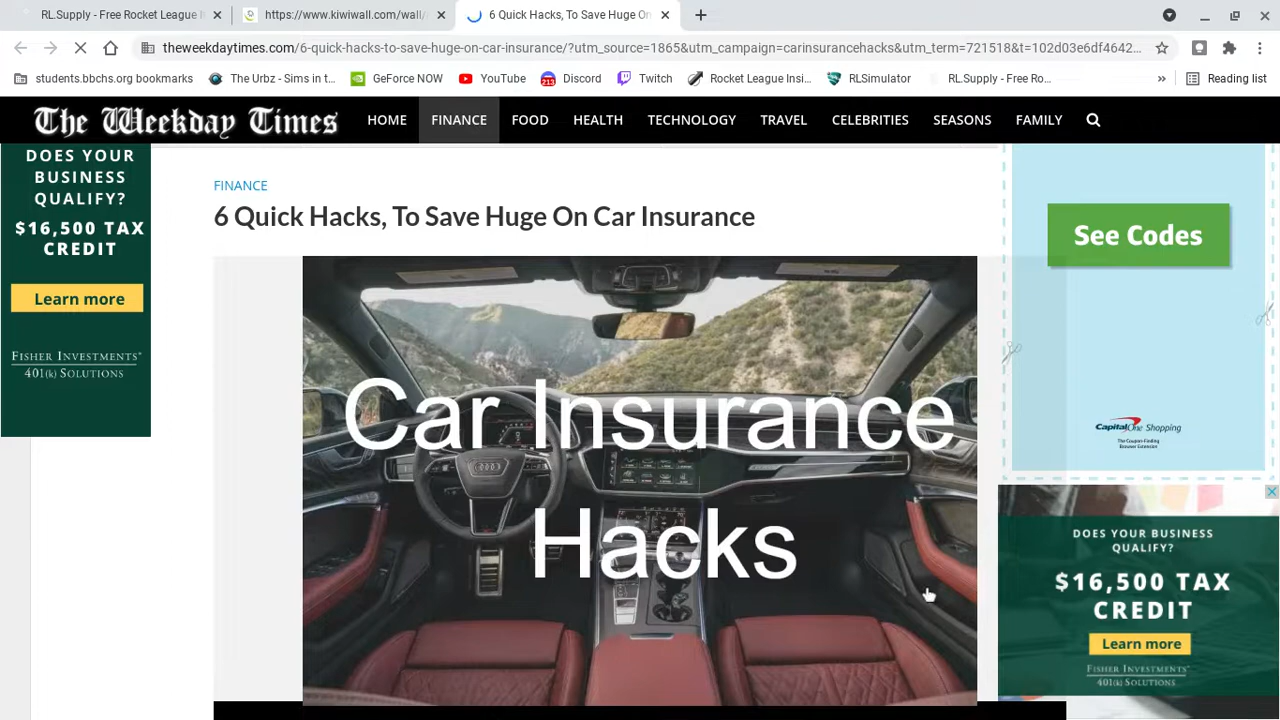 RL.Supply - Free Rocket League I
https://www.kiwiwall.com/wall/
6 Quick Hacks, To Save Huge On
theweekdaytimes.com/6-quick-hacks-to-save-huge-on-car-insurance/?utm_source=1865&utm_campaign=carinsurancehacks&utm_term=721518&t=102d03e6df4642...
students.bbchs.org bookmarks
The Urbz - Sims in t...
GeForce NOW
YouTube
213
Discord
Twitch
Rocket League Insi...
RLSimulator
RL.Supply - Free Ro...
»
Reading list
The Weekday Times
HOME
FINANCE
FOOD
HEALTH
TECHNOLOGY
TRAVEL
CELEBRITIES
SEASONS
FAMILY
DOES YOUR
BUSINESS
QUALIFY?
$16,500 TAX
CREDIT
Learn more
FISHER INVESTMENTS®
401(k) SOLUTIONS
FINANCE
6 Quick Hacks, To Save Huge On Car Insurance
Car Insurance
Hacks
See Codes
Capital One Shopping
The Coupon-Finding
Browser Extension
DOES YOUR BUSINESS
QUALIFY?
$16,500 TAX
CREDIT
Learn more
FISHER INVESTMENTS®
401(k) SOLUTIONS